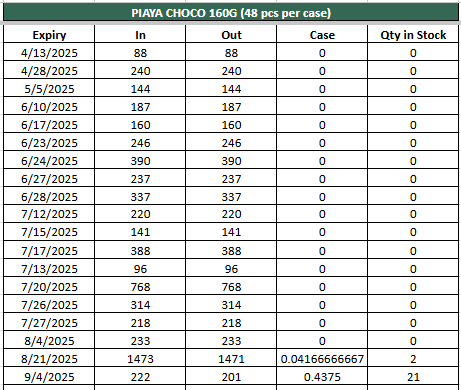 PIAYA CHOCO 160G (48 pcs per case)
Expiry In Out Case Qty in Stock
4/13/2025 88 88 0 0
4/28/2025 240 240 0 0
5/5/2025 144 144 0 0
6/10/2025 187 187 0 0
6/17/2025 160 160 0 0
6/23/2025 246 246 0 0
6/24/2025 390 390 0 0
6/27/2025 237 237 0 0
6/28/2025 337 337 0 0
7/12/2025 220 220 0 0
7/15/2025 141 141 0 0
7/17/2025 388 388 0 0
7/13/2025 96 96 0 0
7/20/2025 768 768 0 0
7/26/2025 314 314 0 0
7/27/2025 218 218 0 0
8/4/2025 233 233 0 0
8/21/2025 1473 1471 0.04166666667 2
9/4/2025 222 201 0.4375 21